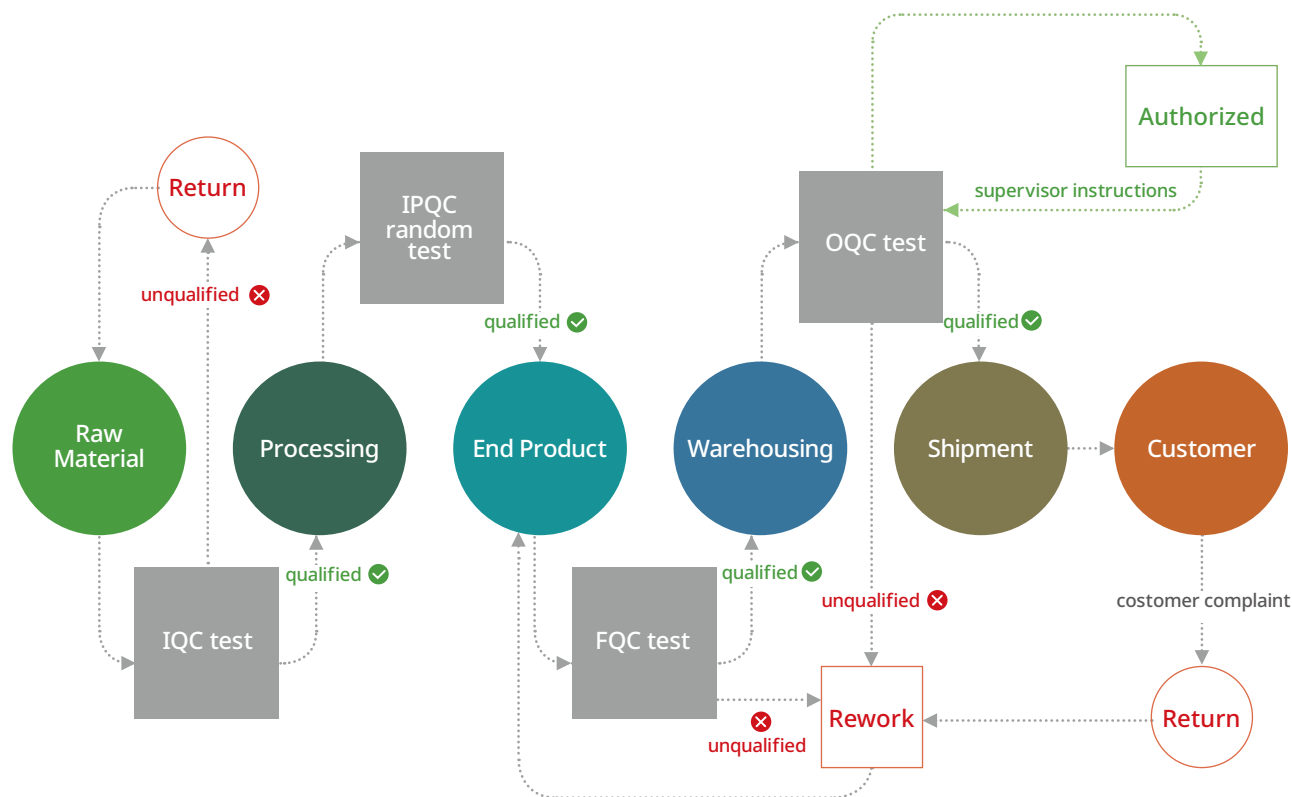 Authorized
supervisor instructions
Return
unqualified
IPQC
random
test
qualified
OQC test
qualified
Raw
Material
Processing
End Product
Warehousing
Shipment
Customer
IQC test
qualified
FQC test
qualified
unqualified
costomer complaint
unqualified
Rework
Return